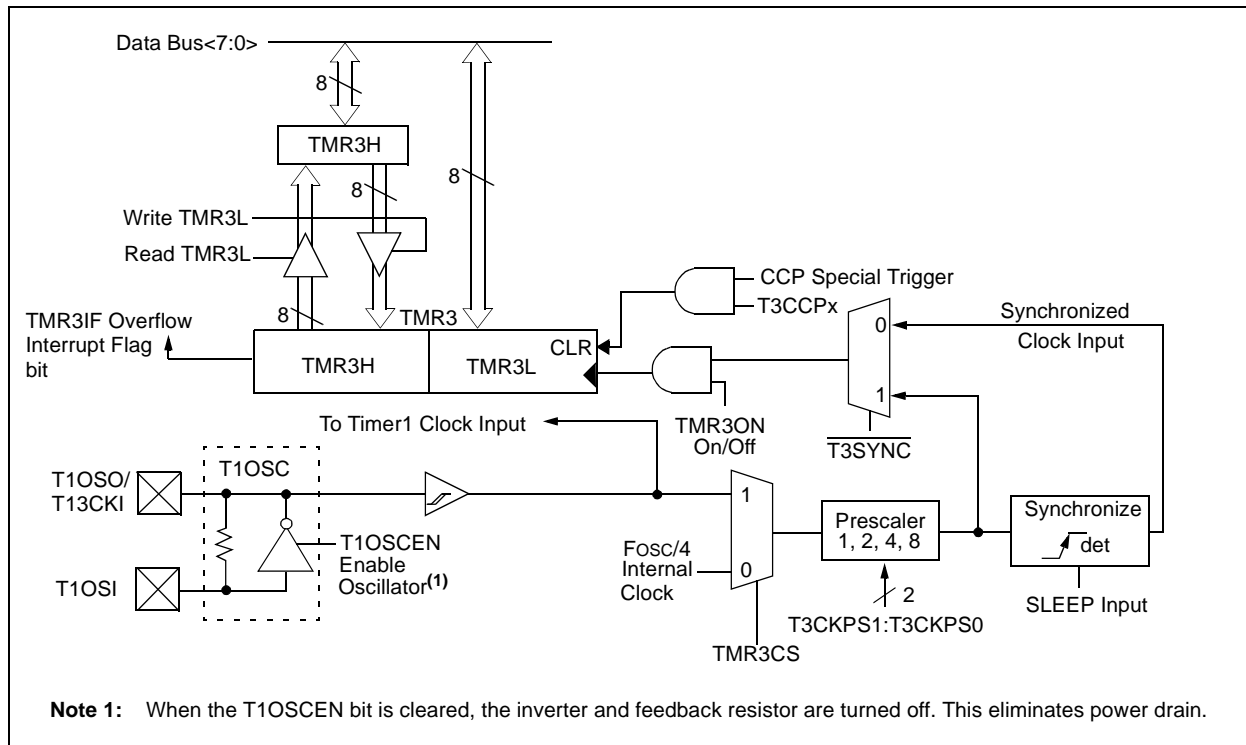 Data Bus<7:0>
8
TMR3H
8
8
Write TMR3L
Read TMR3L
CCP Special Trigger
T3CCPx
8
TMR3
TMR3IF Overflow
Interrupt Flag
bit
TMR3H
TMR3L
CLR
0
1
Synchronized
Clock Input
To Timer1 Clock Input
TMR3ON
On/Off
T3SYNC
T1OSO/
T13CKI
T1OSC
1
Prescaler
1, 2, 4, 8
Synchronize
det
T1OSCEN
Enable
Oscillator(1)
FOSC/4
Internal
Clock
0
T1OSI
2
SLEEP Input
T3CKPS1:T3CKPS0
TMR3CS
Note 1: When the T1OSCEN bit is cleared, the inverter and feedback resistor are turned off. This eliminates power drain.